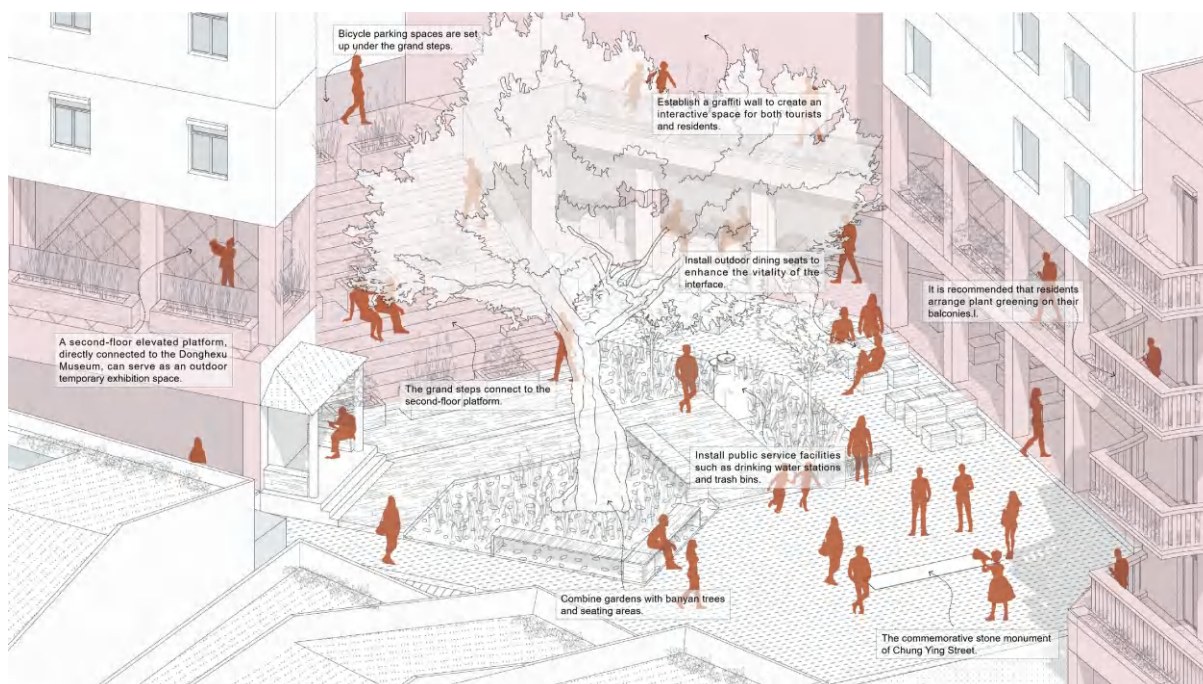 Bicycle parking spaces are set
up under the grand steps.
Establish a graffiti wall to create an
interactive space for both tourists
and residents.
Install outdoor dining seats to
enhance the vitality of the
interface.
It is recommended that residents
arrange plant greening on their
balconies.I.
A second-floor elevated platform,
directly connected to the Donghexu
Museum, can serve as an outdoor
temporary exhibition space.
The grand steps connect to the
second-floor platform.
Install public service facilities
such as drinking water stations
and trash bins.
Combine gardens with banyan trees
and seating areas.
The commemorative stone monument
of Chung Ying Street.